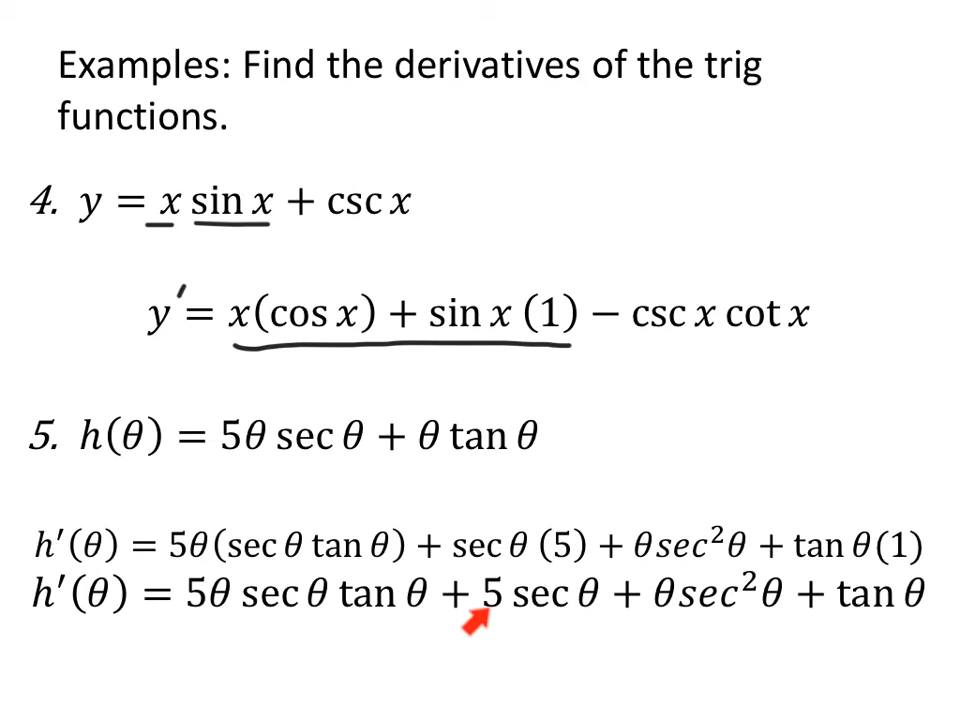 Examples: Find the derivatives of the trig
functions.
4. y = x sin x + csc x
y′ = x(cos x) + sin x (1) − csc x cot x
5. h(θ) = 5θ sec θ + θ tan θ
h′(θ) = 5θ(sec θ tan θ) + sec θ (5) + θsec²θ + tan θ(1)
h′(θ) = 5θ sec θ tan θ + 5 sec θ + θsec²θ + tan θ